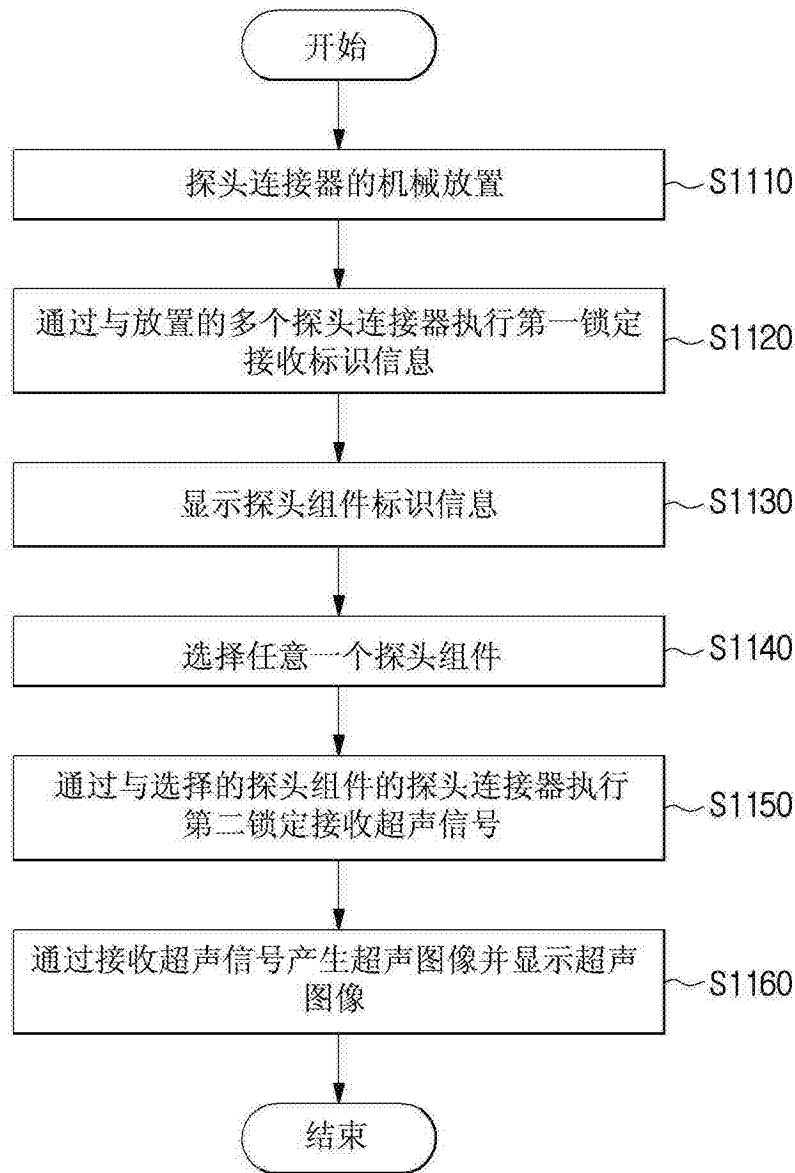 开始
探头连接器的机械放置
S1110
通过与放置的多个探头连接器执行第一锁定
接收标识信息
S1120
显示探头组件标识信息
S1130
选择任意一个探头组件
S1140
通过与选择的探头组件的探头连接器执行
第二锁定接收超声信号
S1150
通过接收超声信号产生超声图像并显示超声
图像
S1160
结束